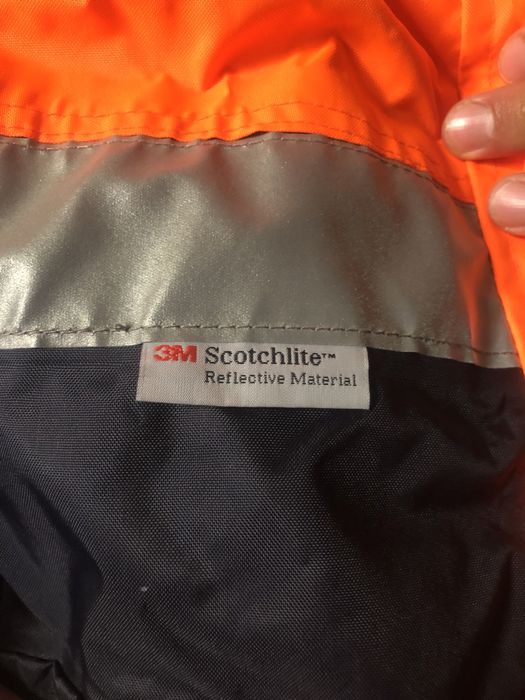 3M Scotchlite™
Reflective Material